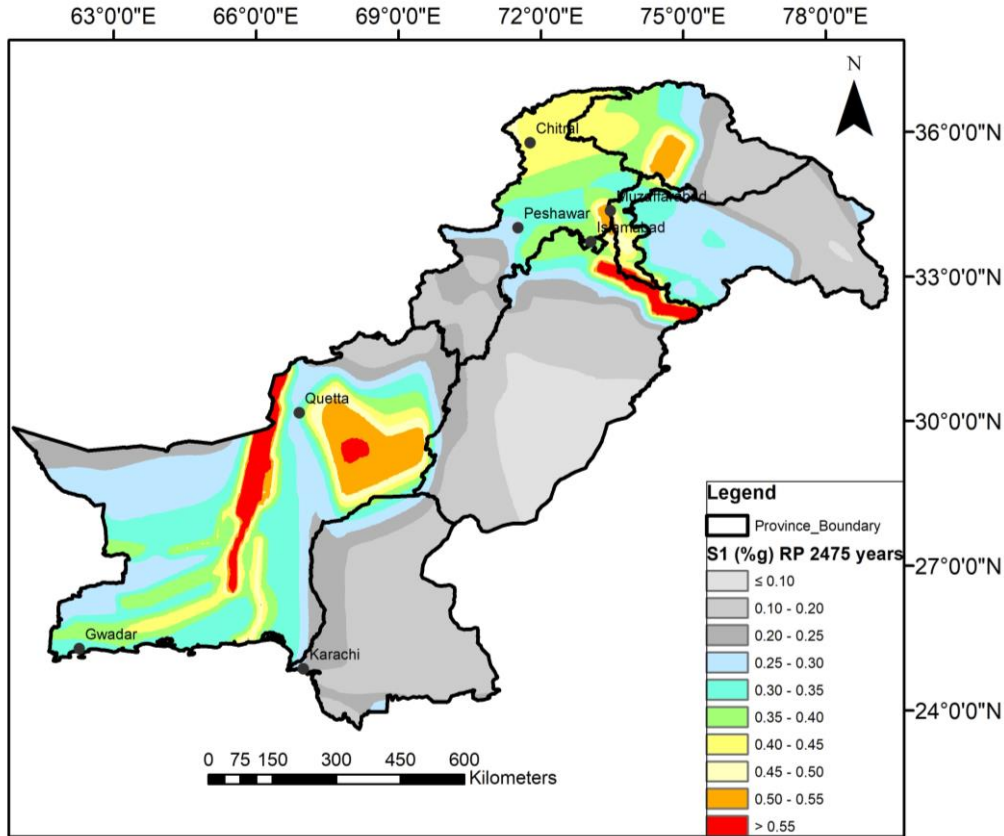 63°0'0"E 66°0'0"E 69°0'0"E 72°0'0"E 75°0'0"E 78°0'0"E
N
36°0'0"N
Chitral
Muzaffarabad
Peshawar
Islamabad
33°0'0"N
Quetta
30°0'0"N
Legend
Province_Boundary
S1 (%g) RP 2475 years
≤ 0.10
0.10 - 0.20
0.20 - 0.25
0.25 - 0.30
0.30 - 0.35
0.35 - 0.40
0.40 - 0.45
0.45 - 0.50
0.50 - 0.55
> 0.55
27°0'0"N
Gwadar
Karachi
24°0'0"N
0 75 150 300 450 600
Kilometers